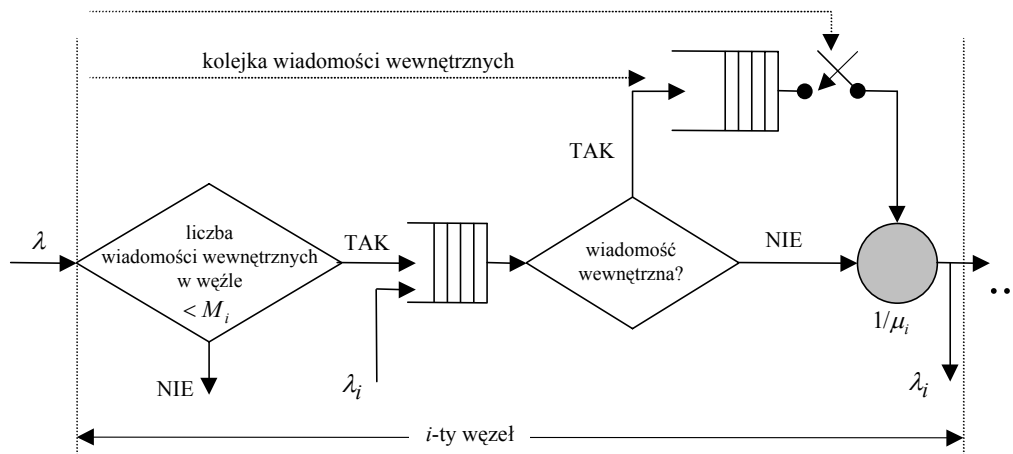 kolejka wiadomości wewnętrznych
TAK
λ
liczba
wiadomości wewnętrznych
w węźle
< M_i
TAK
wiadomość
wewnętrzna?
NIE
1/μ_i
NIE
λ_i
λ_i
i-ty węzeł